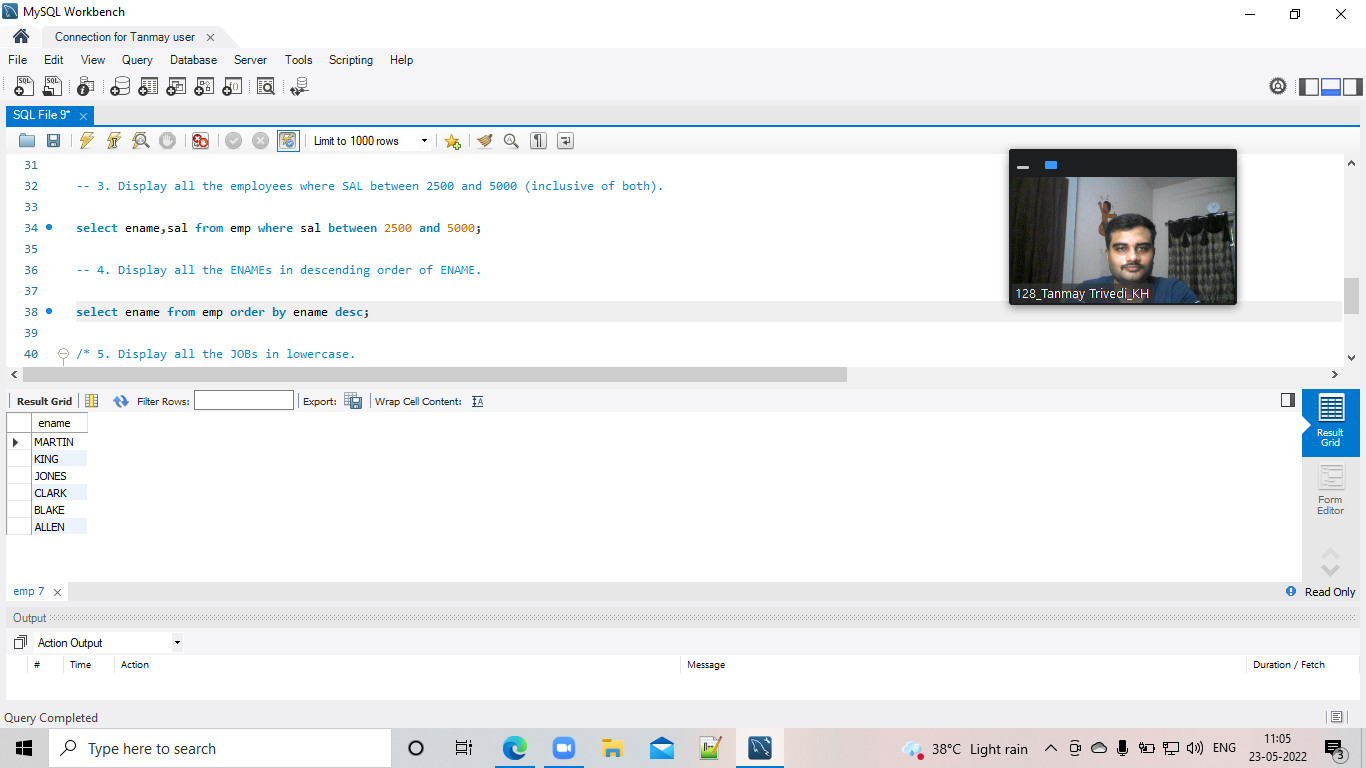 MySQL Workbench
Connection for Tanmay user
File Edit View Query Database Server Tools Scripting Help
SQL File 9*
Limit to 1000 rows
31
32 -- 3. Display all the employees where SAL between 2500 and 5000 (inclusive of both).
33
34 select ename,sal from emp where sal between 2500 and 5000;
35
36 -- 4. Display all the ENAMEs in descending order of ENAME.
37
38 select ename from emp order by ename desc;
39
40 /* 5. Display all the JOBs in lowercase.
128_Tanmay Trivedi_KH
Result Grid Filter Rows: Export: Wrap Cell Content:
ename
MARTIN
KING
JONES
CLARK
BLAKE
ALLEN
Result
Grid
Form
Editor
emp 7
Read Only
Output
Action Output
# Time Action Message Duration / Fetch
Query Completed
Type here to search
38°C Light rain
ENG
11:05
23-05-2022
3